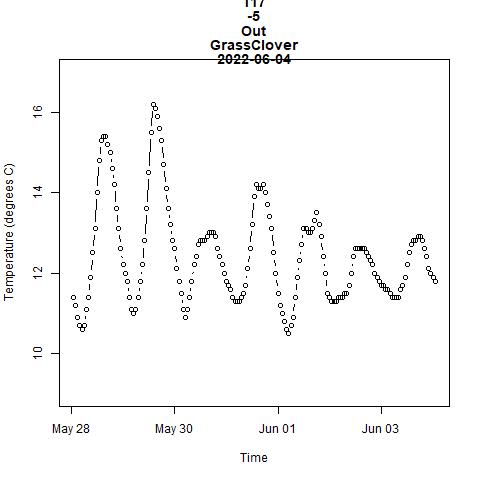 T17
-5
Out
GrassClover
2022-06-04
Temperature (degrees C)
16
14
12
10
May 28
May 30
Jun 01
Jun 03
Time